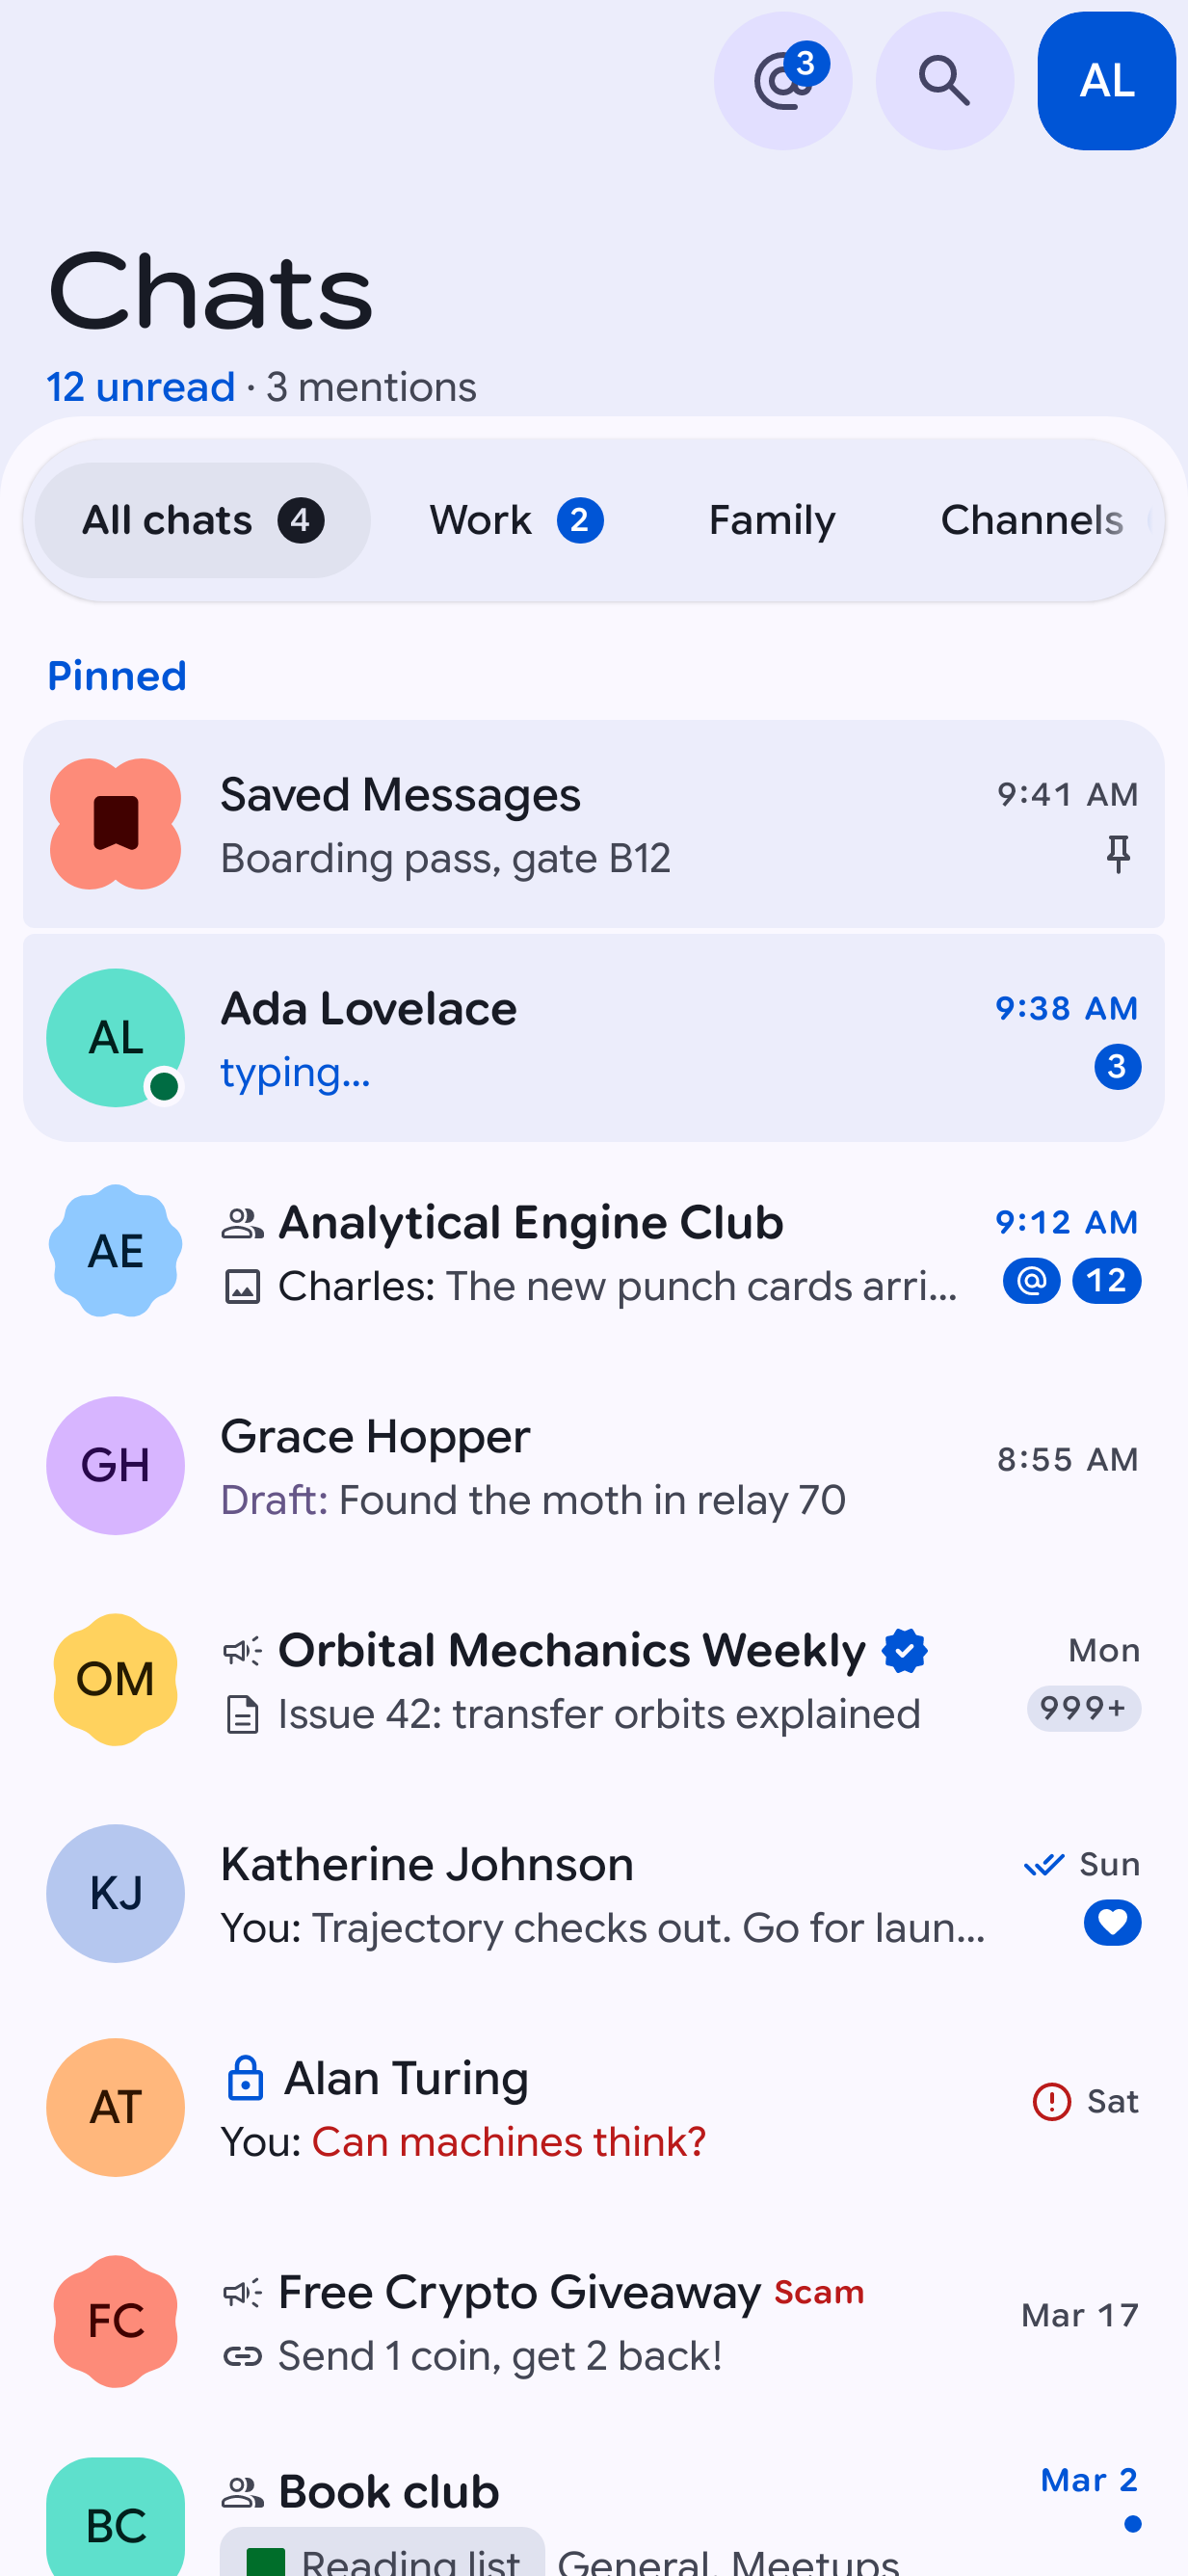 @ 3
AL
Chats
12 unread · 3 mentions
All chats 4 Work 2 Family Channels
Pinned
Saved Messages 9:41 AM
Boarding pass, gate B12
AL Ada Lovelace 9:38 AM
typing... 3
AE Analytical Engine Club 9:12 AM
Charles: The new punch cards arri... @ 12
GH Grace Hopper 8:55 AM
Draft: Found the moth in relay 70
OM Orbital Mechanics Weekly Mon
Issue 42: transfer orbits explained 999+
KJ Katherine Johnson Sun
You: Trajectory checks out. Go for laun...
AT Alan Turing Sat
You: Can machines think?
FC Free Crypto Giveaway Scam Mar 17
Send 1 coin, get 2 back!
BC Book club Mar 2
Reading list General, Meetups